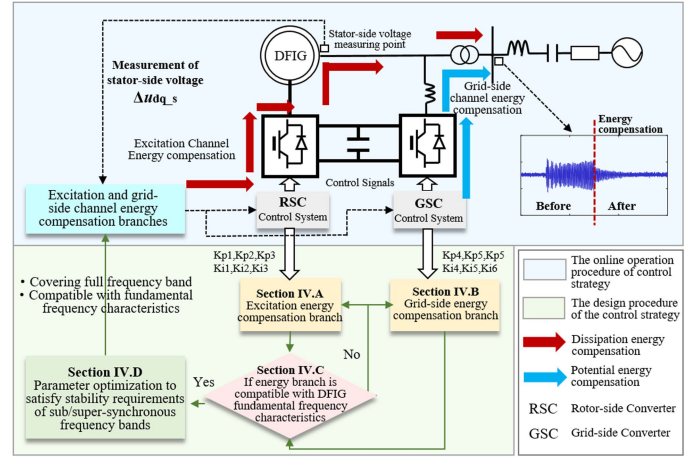 Stator-side voltage
measuring point
DFIG
Measurement of
stator-side voltage
Δudq_s
Grid-side
channel energy
compensation
Energy
compensation
Before
After
Excitation Channel
Energy compensation
Control Signals
Excitation and grid-
side channel energy
compensation branches
RSC
Control System
GSC
Control System
Kp1,Kp2,Kp3
Ki1,Ki2,Ki3
Kp4,Kp5,Kp5
Ki4,Ki5,Ki6
• Covering full frequency band
• Compatible with fundamental
frequency characteristics
Section IV.A
Excitation energy
compensation branch
Section IV.B
Grid-side energy
compensation branch
No
Section IV.C
If energy branch is
compatible with DFIG
fundamental frequency
characteristics
Yes
Section IV.D
Parameter optimization to
satisfy stability requirements
of sub/super-synchronous
frequency bands
The online operation
procedure of control
strategy
The design procedure
of the control strategy
Dissipation energy
compensation
Potential energy
compensation
RSC Rotor-side Converter
GSC Grid-side Converter